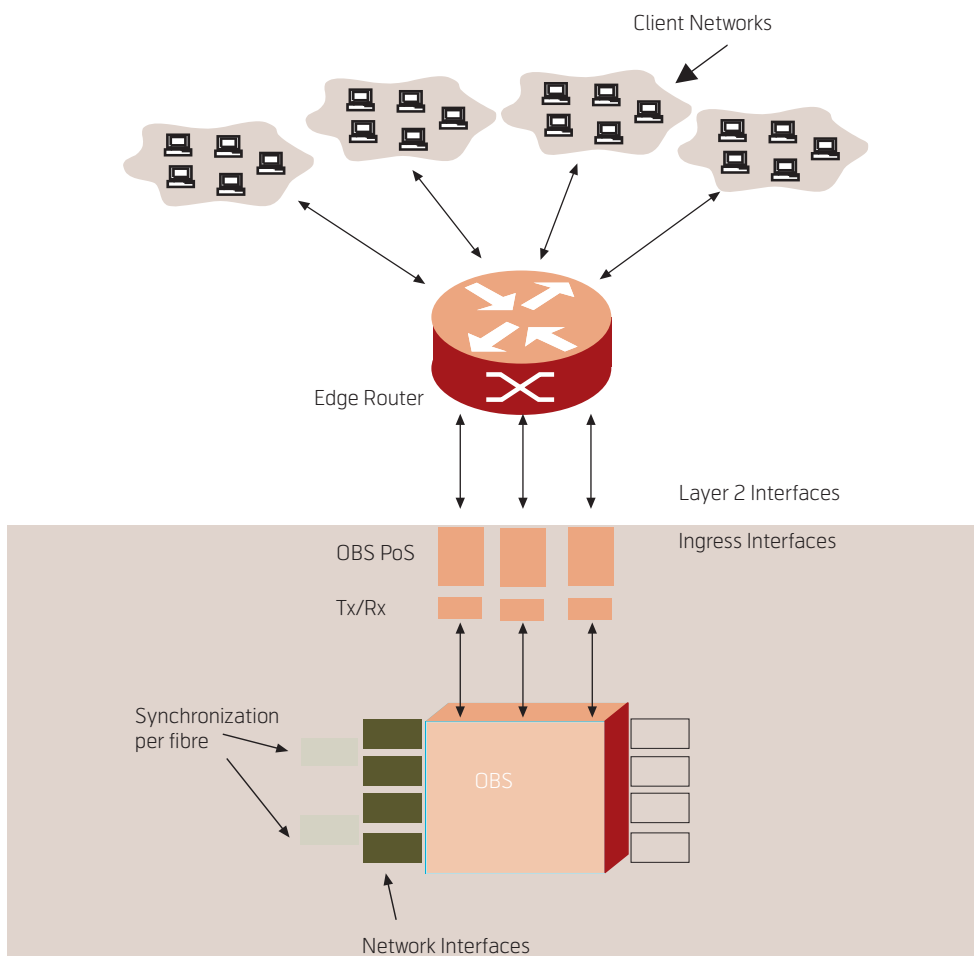 Client Networks
Edge Router
Layer 2 Interfaces
Ingress Interfaces
OBS PoS
Tx/Rx
Synchronization
per fibre
OBS
Network Interfaces